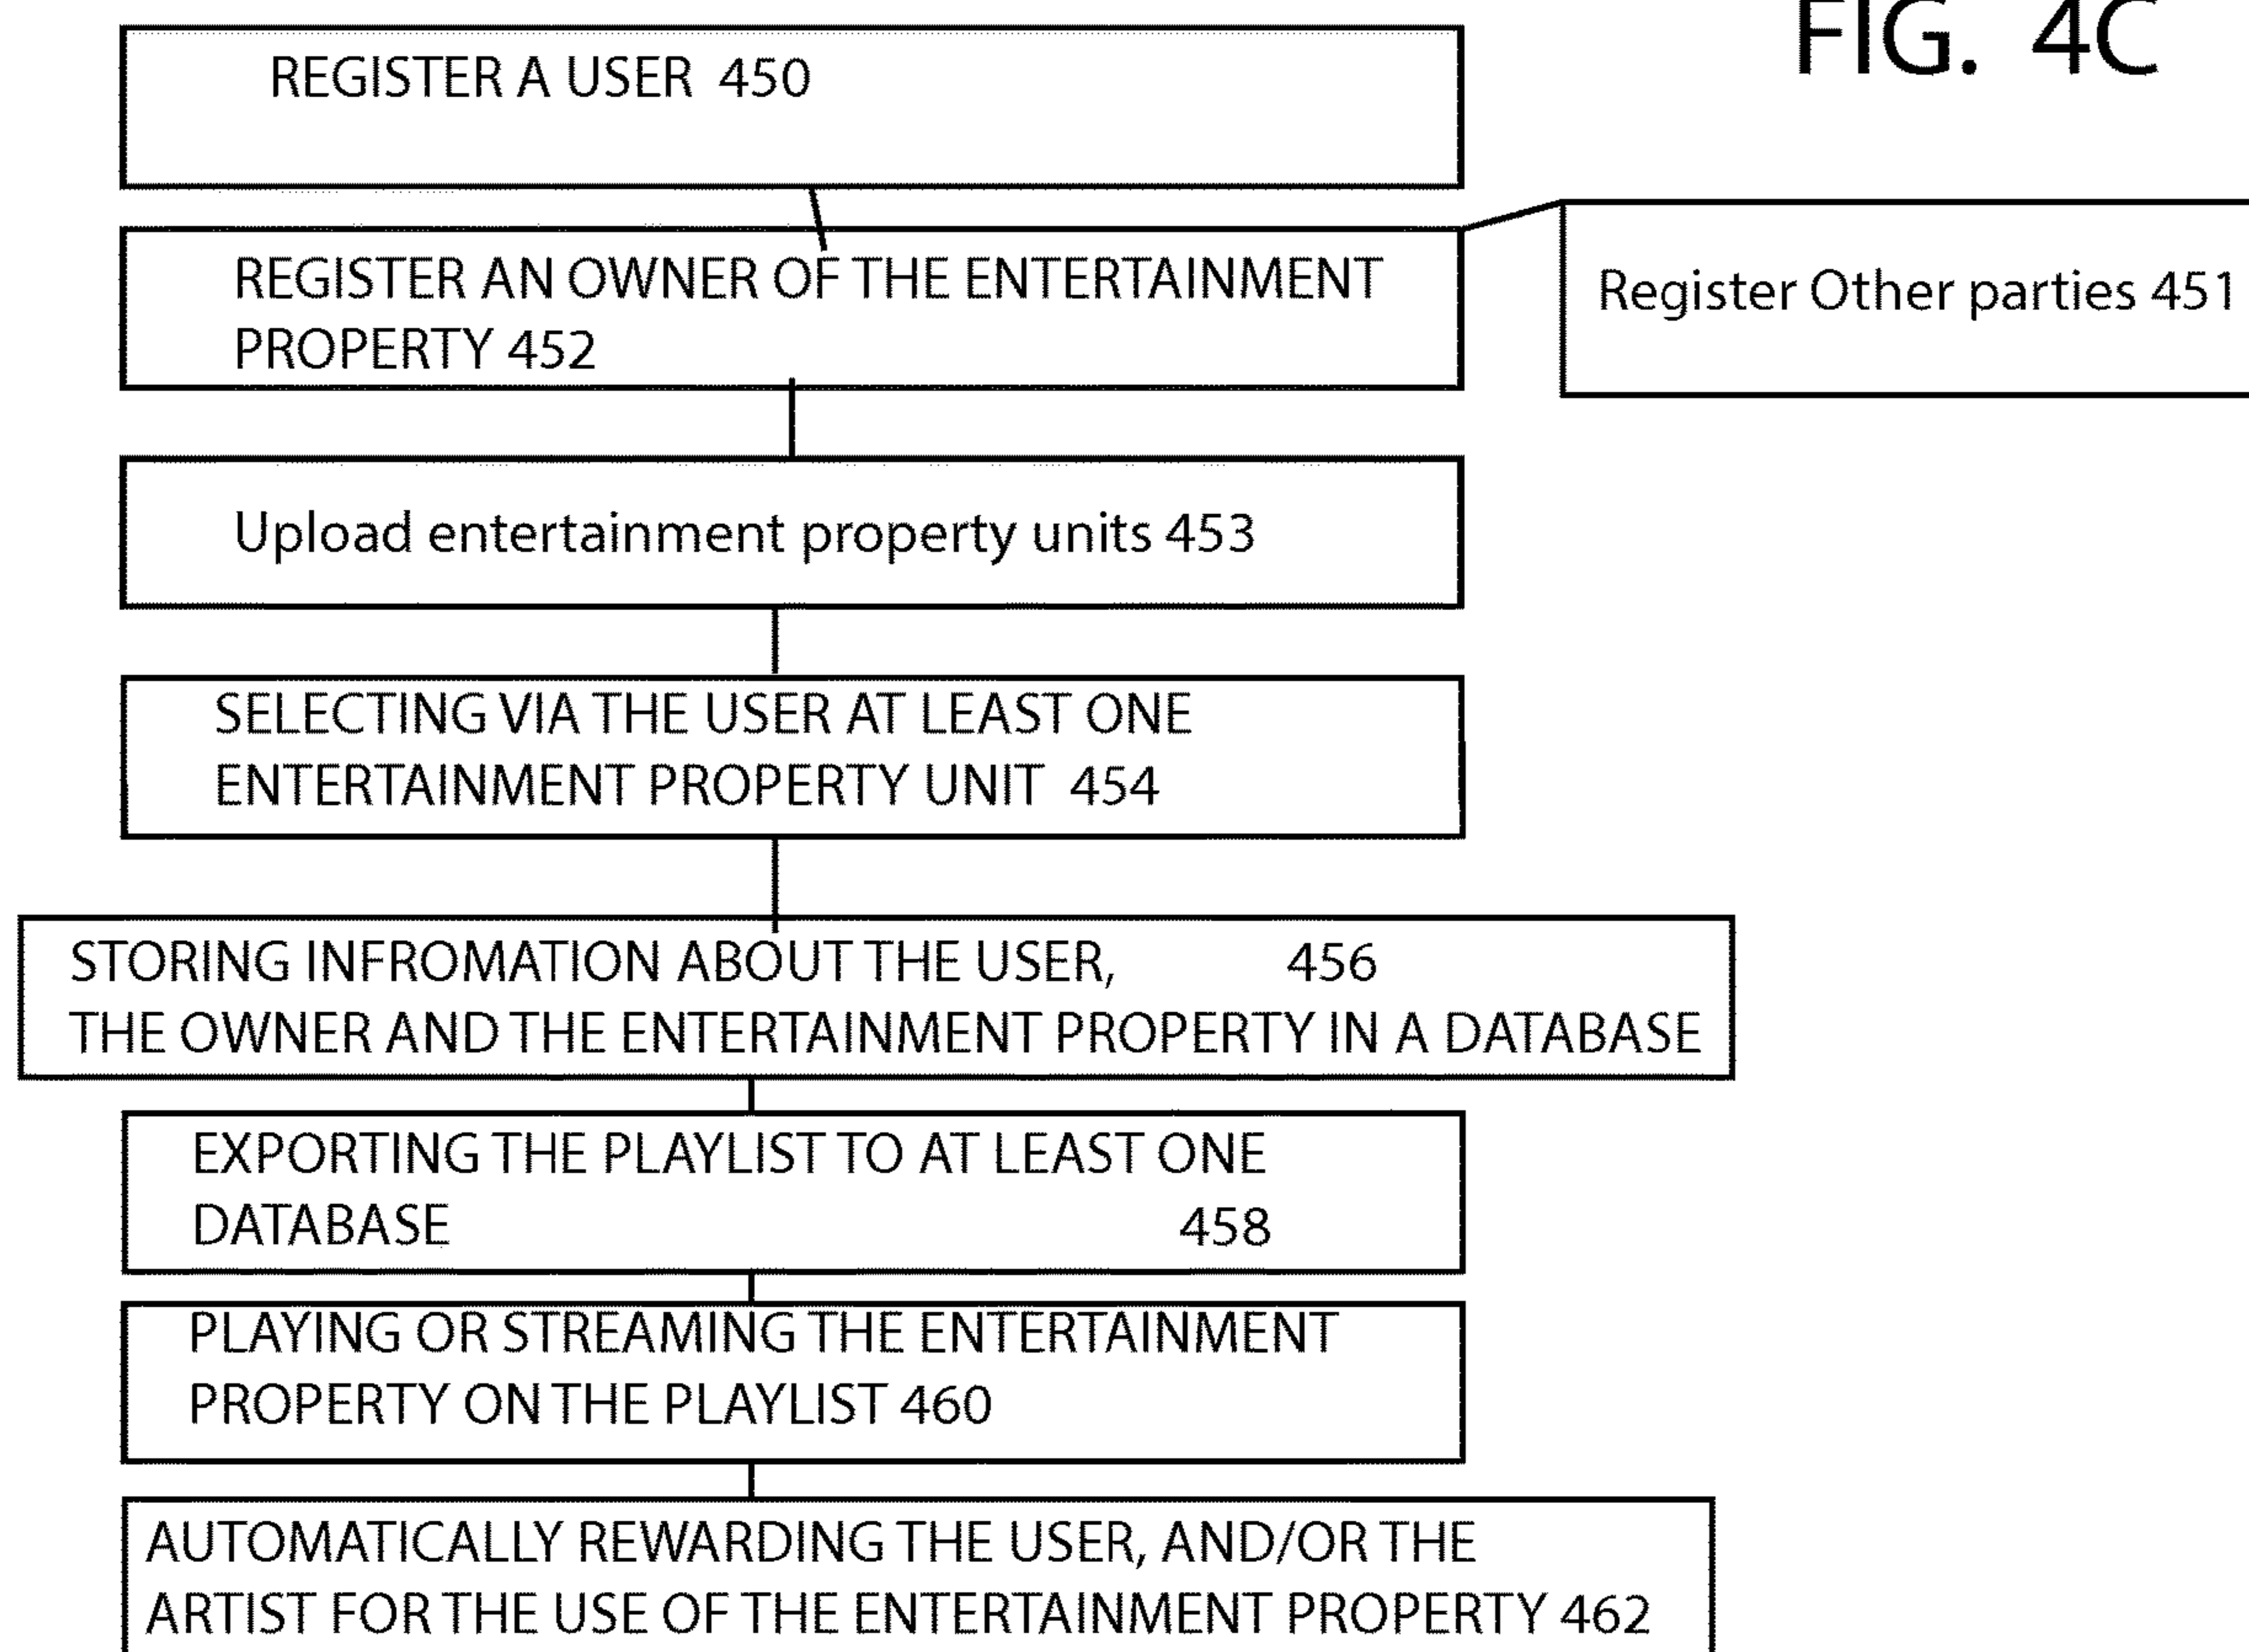 FIG. 4C
REGISTER A USER 450
REGISTER AN OWNER OF THE ENTERTAINMENT
PROPERTY 452
Register Other parties 451
Upload entertainment property units 453
SELECTING VIA THE USER AT LEAST ONE
ENTERTAINMENT PROPERTY UNIT 454
STORING INFROMATION ABOUT THE USER, 456
THE OWNER AND THE ENTERTAINMENT PROPERTY IN A DATABASE
EXPORTING THE PLAYLIST TO AT LEAST ONE
DATABASE 458
PLAYING OR STREAMING THE ENTERTAINMENT
PROPERTY ON THE PLAYLIST 460
AUTOMATICALLY REWARDING THE USER, AND/OR THE
ARTIST FOR THE USE OF THE ENTERTAINMENT PROPERTY 462